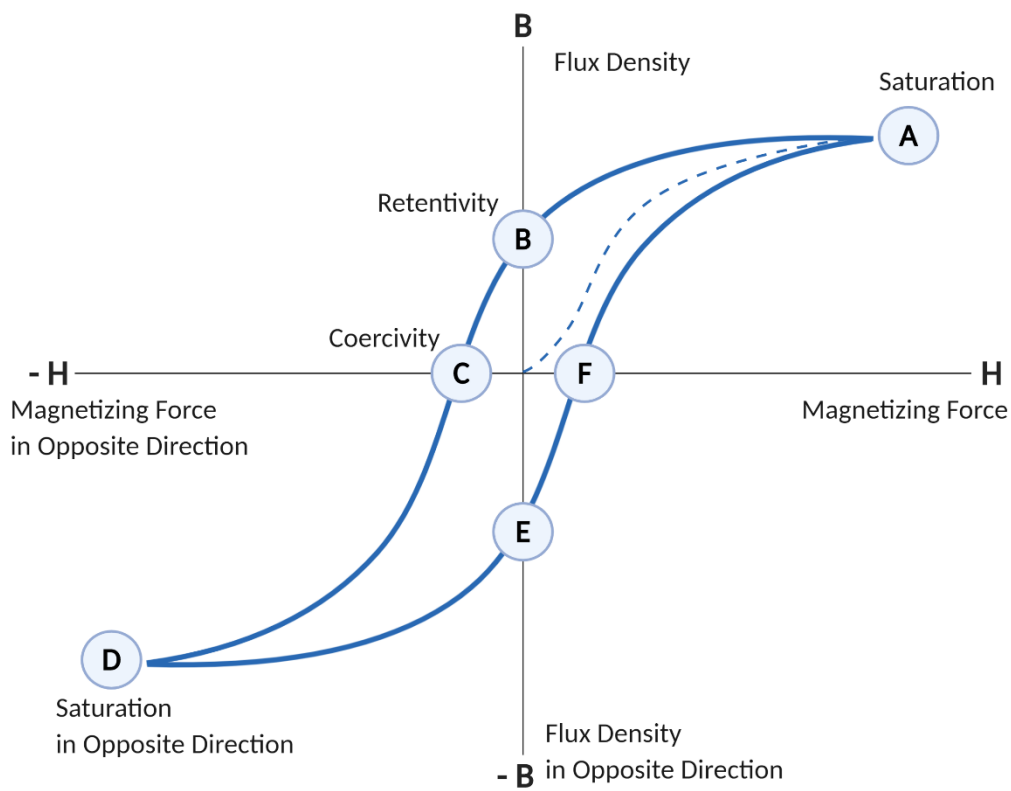 B
Flux Density
Saturation
A
Retentivity
B
Coercivity
- H
C
F
H
Magnetizing Force
in Opposite Direction
Magnetizing Force
E
D
Saturation
in Opposite Direction
Flux Density
in Opposite Direction
- B